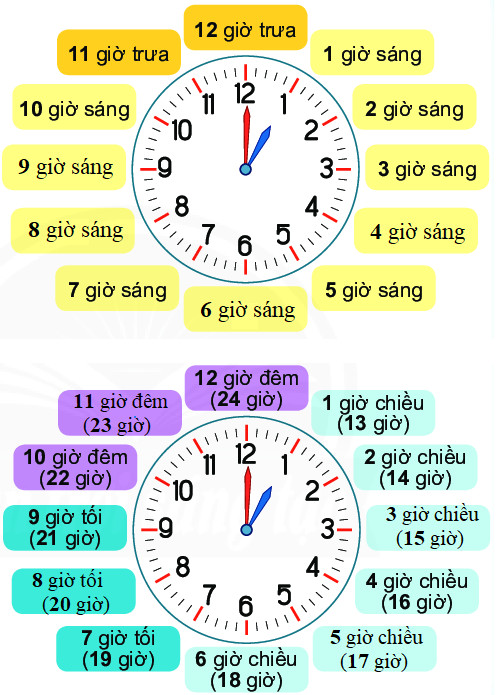 12 giờ trưa
11 giờ trưa
1 giờ sáng
10 giờ sáng
2 giờ sáng
9 giờ sáng
3 giờ sáng
8 giờ sáng
4 giờ sáng
7 giờ sáng
5 giờ sáng
6 giờ sáng
12
1
2
3
4
5
6
7
8
9
10
11
12 giờ đêm
(24 giờ)
11 giờ đêm
(23 giờ)
1 giờ chiều
(13 giờ)
10 giờ đêm
(22 giờ)
2 giờ chiều
(14 giờ)
9 giờ tối
(21 giờ)
3 giờ chiều
(15 giờ)
8 giờ tối
(20 giờ)
4 giờ chiều
(16 giờ)
7 giờ tối
(19 giờ)
5 giờ chiều
(17 giờ)
6 giờ chiều
(18 giờ)
12
1
2
3
4
5
6
7
8
9
10
11